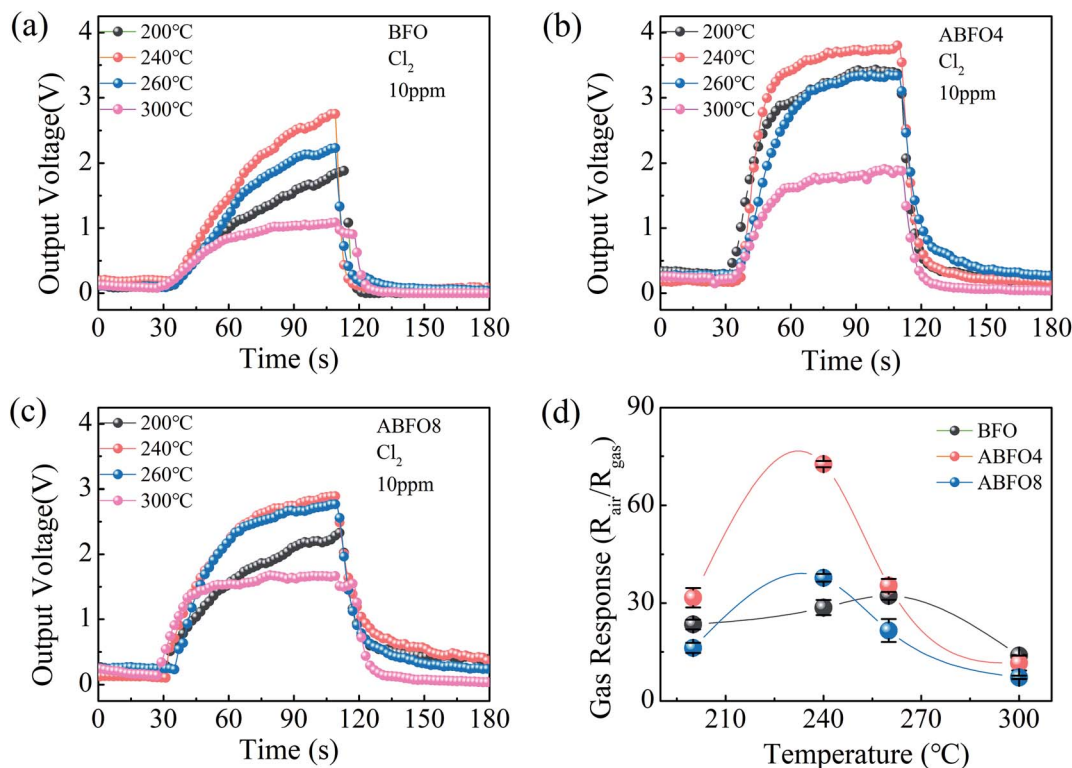 (a)
Output Voltage(V)
4
3
2
1
0
200℃
240℃
260℃
300℃
BFO
Cl₂
10ppm
0 30 60 90 120 150 180
Time (s)
(b)
Output Voltage(V)
4
3
2
1
0
200℃
240℃
260℃
300℃
ABFO4
Cl₂
10ppm
0 30 60 90 120 150 180
Time (s)
(c)
Output Voltage(V)
4
3
2
1
0
200℃
240℃
260℃
300℃
ABFO8
Cl₂
10ppm
0 30 60 90 120 150 180
Time (s)
(d)
Gas Response (R_air/R_gas)
90
60
30
0
BFO
ABFO4
ABFO8
210 240 270 300
Temperature (℃)